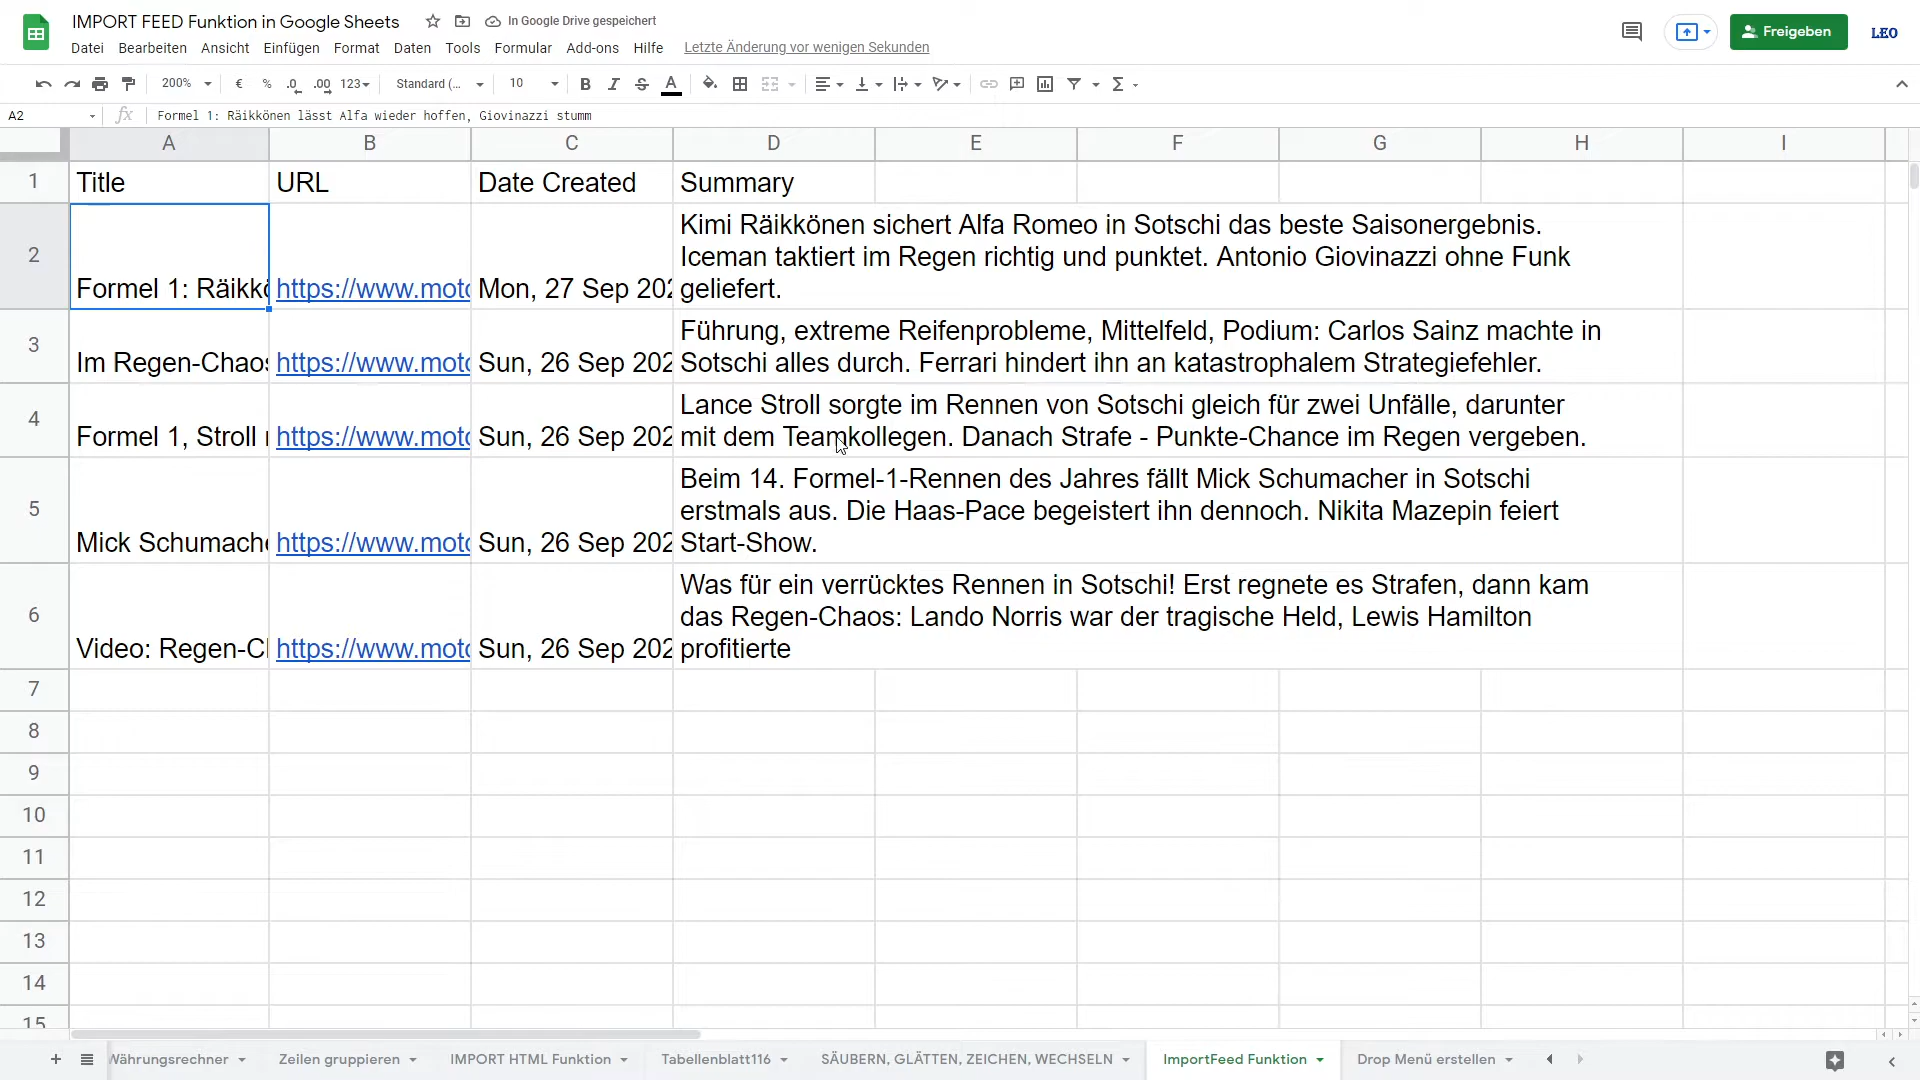 IMPORT FEED Funktion in Google Sheets
In Google Drive gespeichert
Datei Bearbeiten Ansicht Einfügen Format Daten Tools Formular Add-ons Hilfe Letzte Änderung vor wenigen Sekunden
Freigeben
LEO
200% € % .0 .00 123 Standard (... 10 B I S A Σ
A2 fx Formel 1: Räikkönen lässt Alfa wieder hoffen, Giovinazzi stumm
A B C D E F G H I
1 Title URL Date Created Summary
Kimi Räikkönen sichert Alfa Romeo in Sotschi das beste Saisonergebnis.
Iceman taktiert im Regen richtig und punktet. Antonio Giovinazzi ohne Funk
2 Formel 1: Räikkö https://www.moto Mon, 27 Sep 202 geliefert.
Führung, extreme Reifenprobleme, Mittelfeld, Podium: Carlos Sainz machte in
3 Im Regen-Chaos https://www.moto Sun, 26 Sep 202 Sotschi alles durch. Ferrari hindert ihn an katastrophalem Strategiefehler.
Lance Stroll sorgte im Rennen von Sotschi gleich für zwei Unfälle, darunter
4 Formel 1, Stroll https://www.moto Sun, 26 Sep 202 mit dem Teamkollegen. Danach Strafe - Punkte-Chance im Regen vergeben.
Beim 14. Formel-1-Rennen des Jahres fällt Mick Schumacher in Sotschi
erstmals aus. Die Haas-Pace begeistert ihn dennoch. Nikita Mazepin feiert
5 Mick Schumache https://www.moto Sun, 26 Sep 202 Start-Show.
Was für ein verrücktes Rennen in Sotschi! Erst regnete es Strafen, dann kam
das Regen-Chaos: Lando Norris war der tragische Held, Lewis Hamilton
6 Video: Regen-C https://www.moto Sun, 26 Sep 202 profitierte
7
8
9
10
11
12
13
14
15
+ Währungsrechner Zeilen gruppieren IMPORT HTML Funktion Tabellenblatt116 SÄUBERN, GLÄTTEN, ZEICHEN, WECHSELN ImportFeed Funktion Drop Menü erstellen